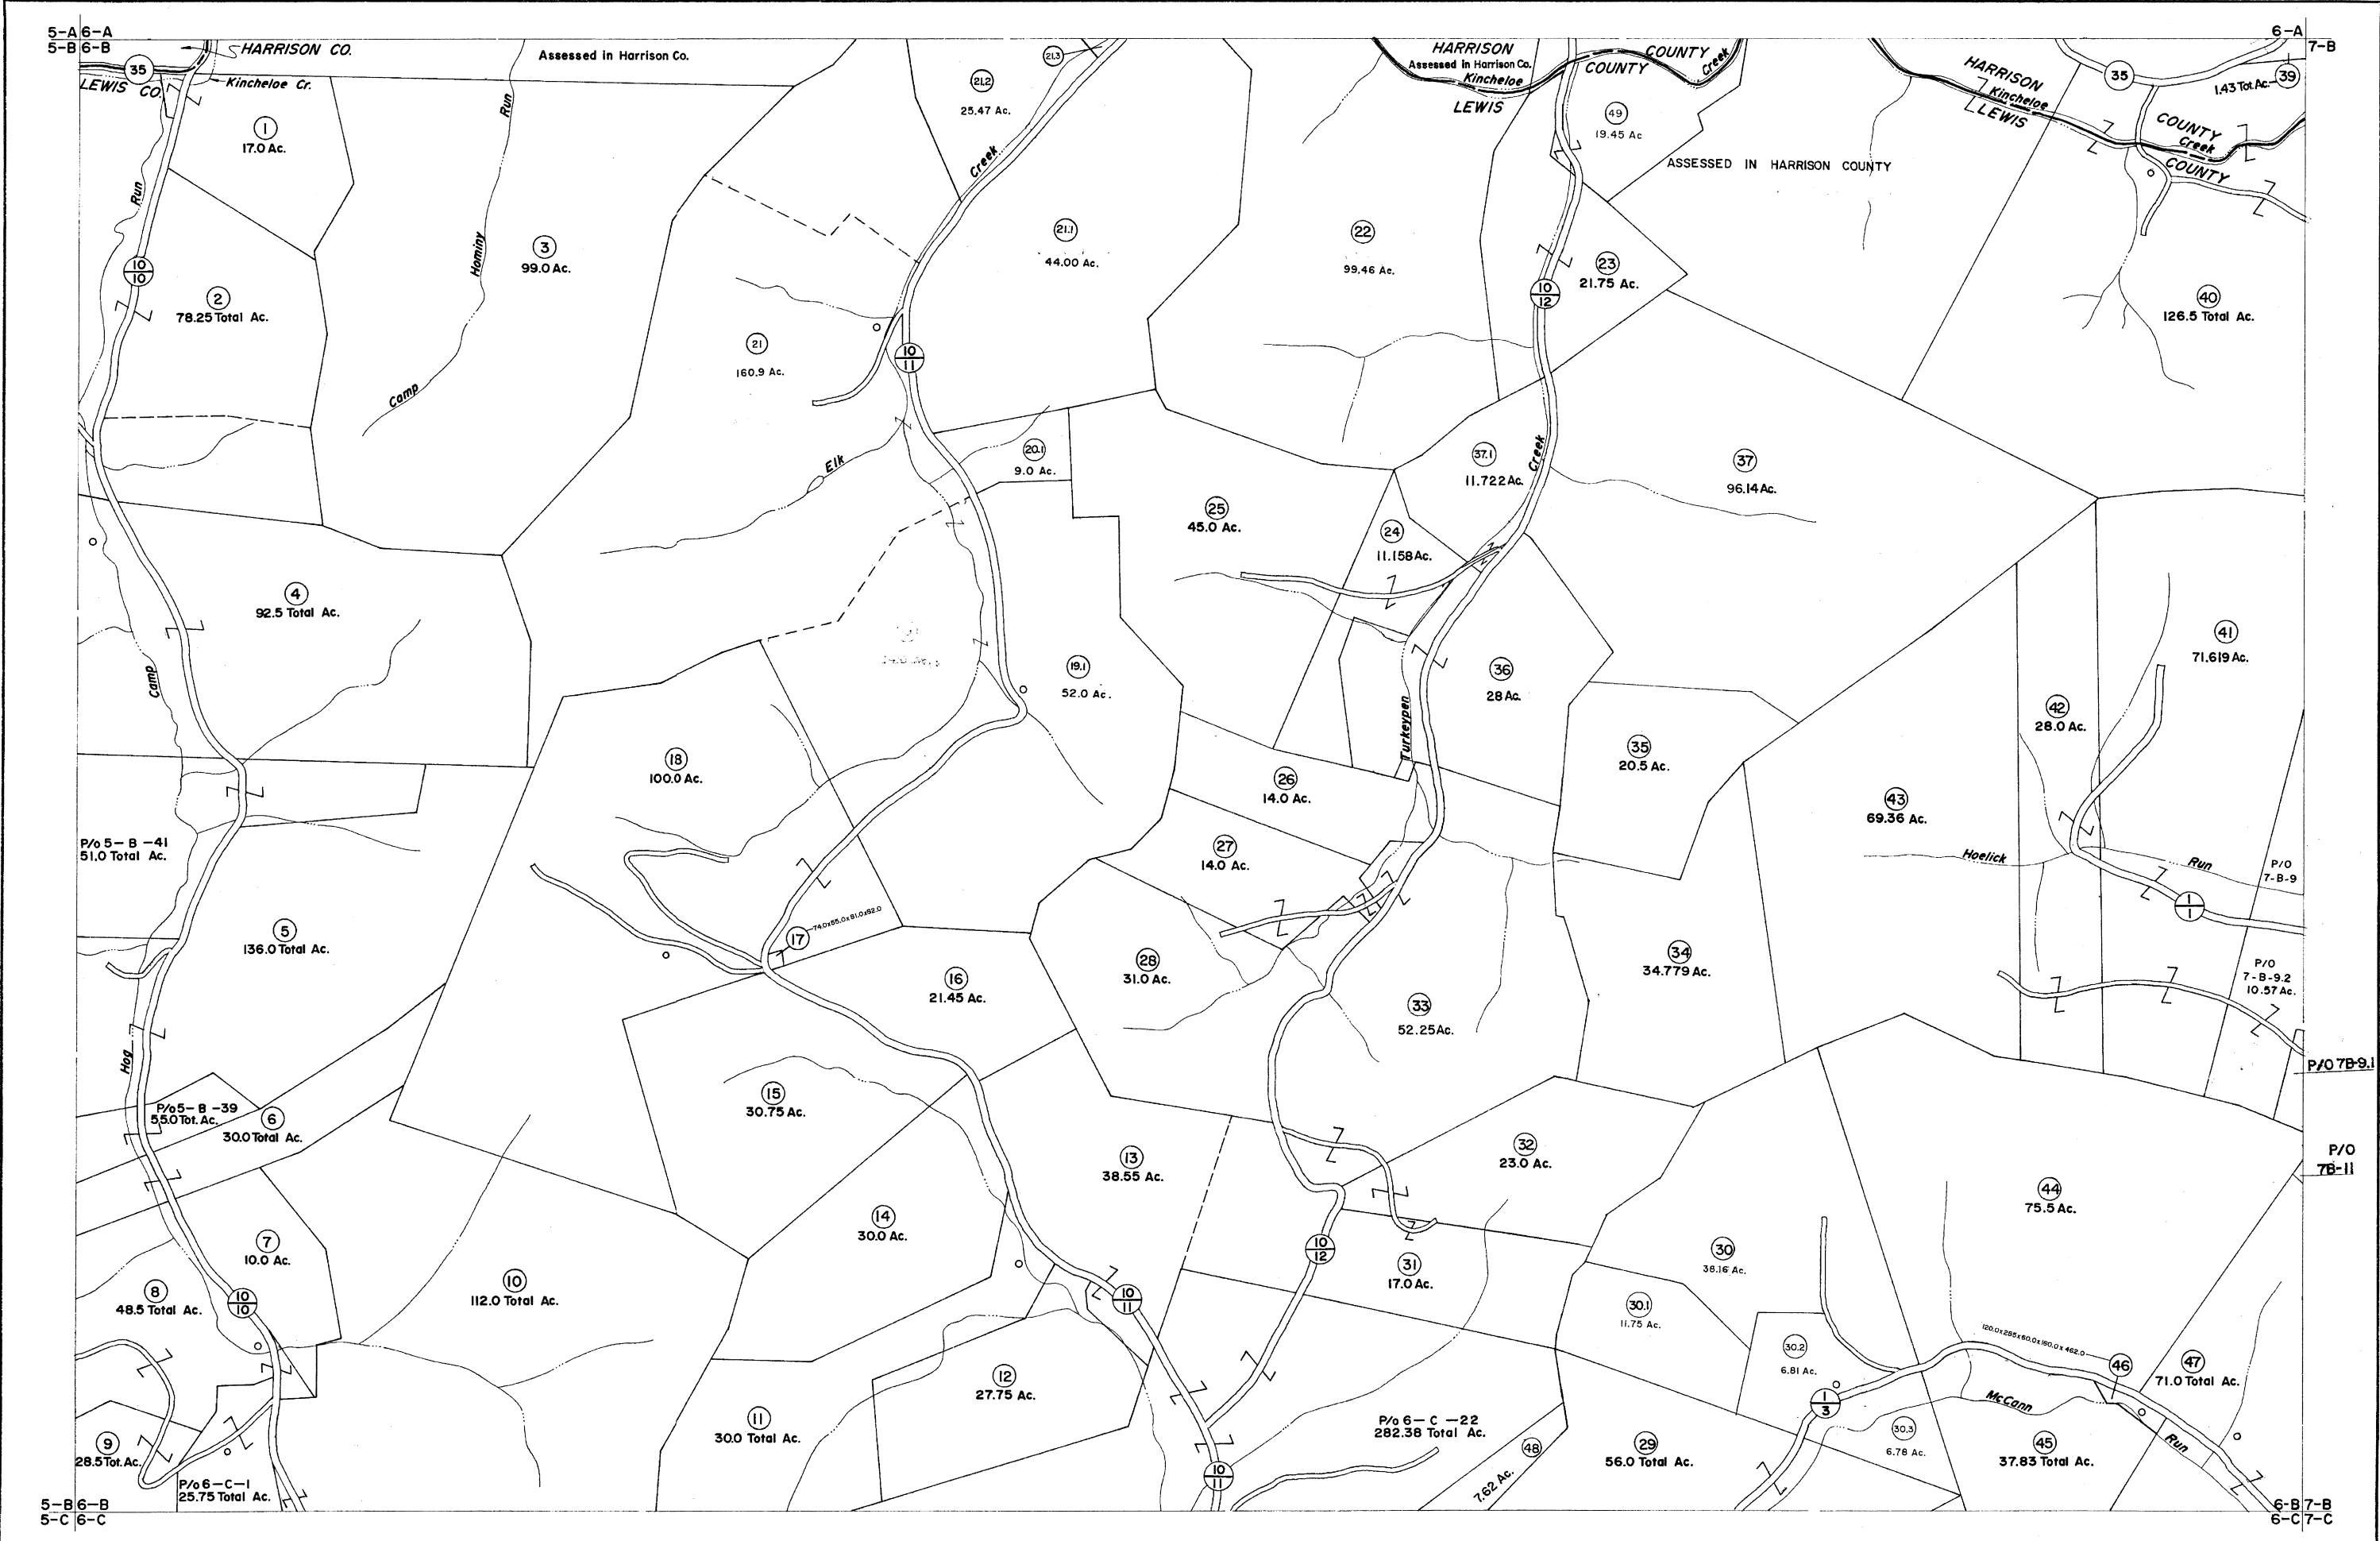 5-A 6-A
5-B 6-B
HARRISON CO.
35
LEWIS CO.
Kincheloe Cr.
Assessed in Harrison Co.
21.2
25.47 Ac.
21.3
HARRISON
Assessed in Harrison Co.
Kincheloe
LEWIS
COUNTY
COUNTY
Creek
HARRISON
Kincheloe
LEWIS
35
6-A
7-B
39
1.43 Tot. Ac.
COUNTY
Creek
COUNTY
1
17.0 Ac.
Run
Run
Hominy
Camp
3
99.0 Ac.
Creek
49
19.45 Ac
ASSESSED IN HARRISON COUNTY
10
10
2
78.25 Total Ac.
21.1
44.00 Ac.
22
99.46 Ac.
23
21.75 Ac.
10
12
40
126.5 Total Ac.
21
160.9 Ac.
10
11
Elk
20.1
9.0 Ac.
37.1
11.722 Ac.
Creek
37
96.14 Ac.
25
45.0 Ac.
24
11.158 Ac.
4
92.5 Total Ac.
Camp
19.1
52.0 Ac.
36
28 Ac.
Turkeypen
41
71.619 Ac.
42
28.0 Ac.
35
20.5 Ac.
18
100.0 Ac.
26
14.0 Ac.
43
69.36 Ac.
P/o 5-B-41
51.0 Total Ac.
27
14.0 Ac.
Hoelick
Run
P/O
7-B-9
1
1
5
136.0 Total Ac.
17
74.0x55.0x81.0x92.0
16
21.45 Ac.
28
31.0 Ac.
34
34.779 Ac.
P/O
7-B-9.2
10.57 Ac.
33
52.25 Ac.
Hog
P/O 7B-9.1
P/o 5-B-39
55.0 Tot. Ac.
6
30.0 Total Ac.
15
30.75 Ac.
13
38.55 Ac.
32
23.0 Ac.
P/O
7B-11
44
75.5 Ac.
14
30.0 Ac.
7
10.0 Ac.
10
12
31
17.0 Ac.
30
38.16 Ac.
8
48.5 Total Ac.
10
10
10
112.0 Total Ac.
10
11
30.1
11.75 Ac.
30.2
6.81 Ac.
120.0x285x60.0x160.0x462.0
46
47
71.0 Total Ac.
12
27.75 Ac.
1
3
McCann
Run
11
30.0 Total Ac.
P/o 6-C-22
282.38 Total Ac.
48
7.62 Ac.
29
56.0 Total Ac.
30.3
6.78 Ac.
45
37.83 Total Ac.
9
28.5 Tot. Ac.
P/o 6-C-1
25.75 Total Ac.
10
11
5-B 6-B
5-C 6-C
6-B 7-B
6-C 7-C